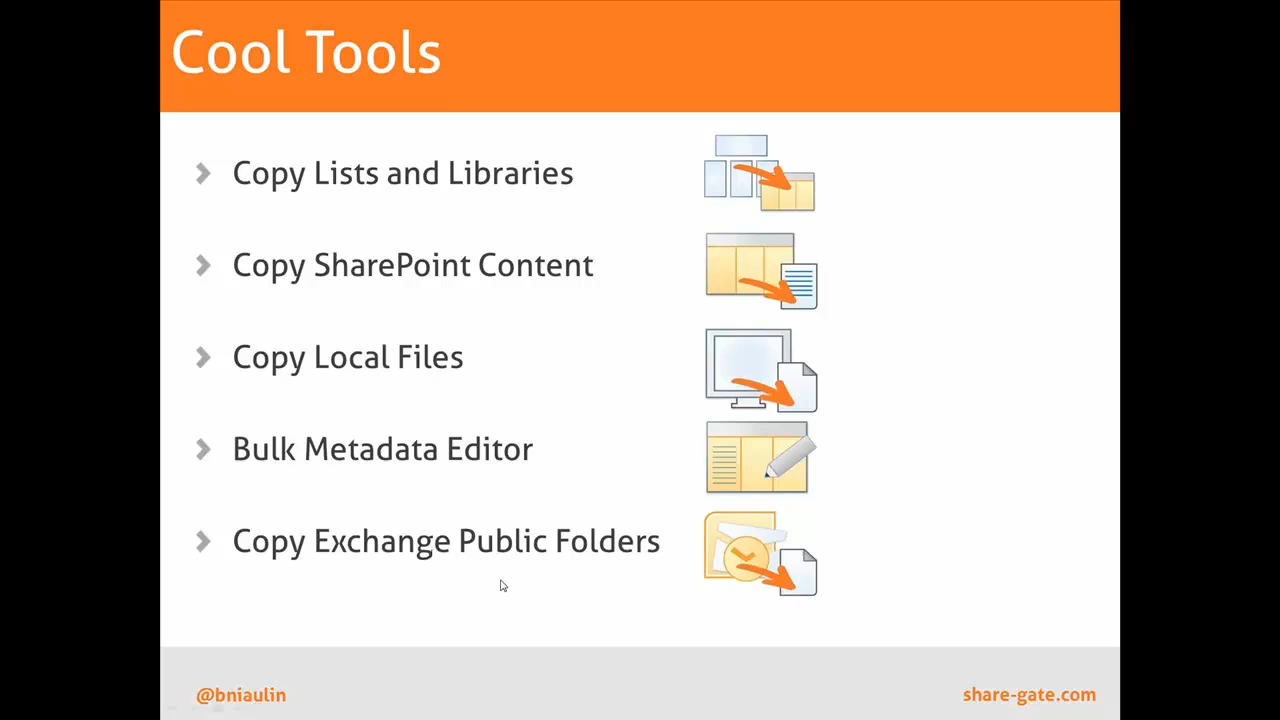 Cool Tools
Copy Lists and Libraries
Copy SharePoint Content
Copy Local Files
Bulk Metadata Editor
Copy Exchange Public Folders
@bniaulin
share-gate.com